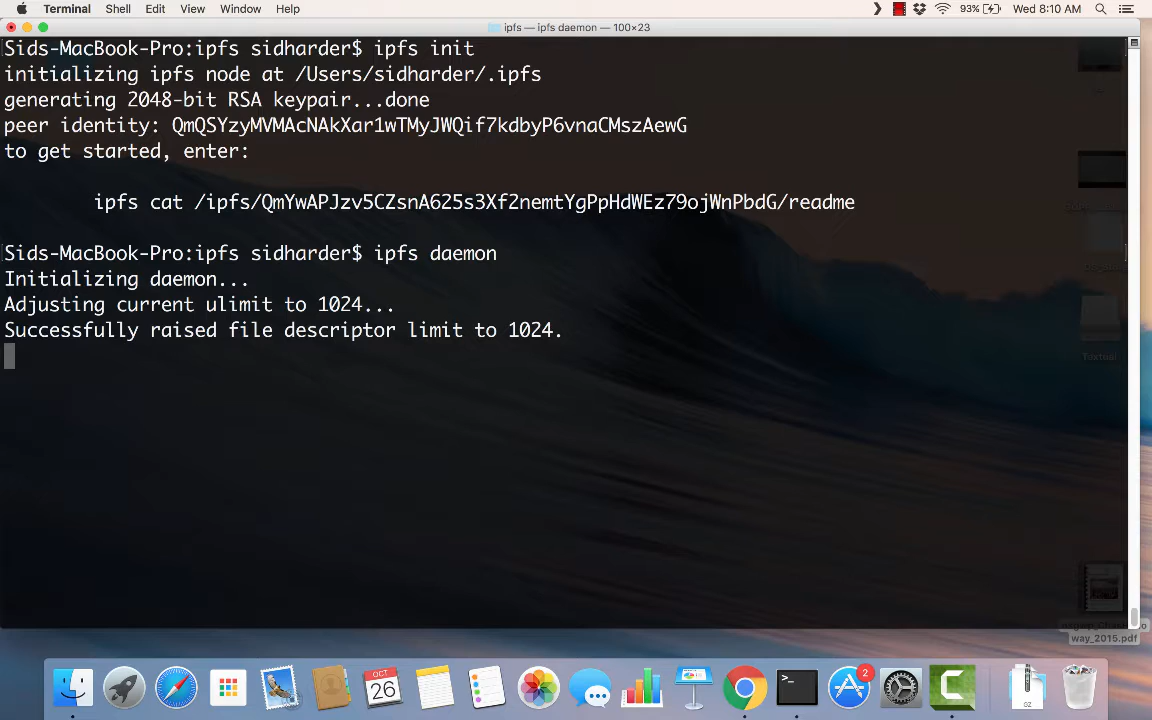 Terminal Shell Edit View Window Help 93% Wed 8:10 AM
ipfs — ipfs daemon — 100×23
Sids-MacBook-Pro:ipfs sidharder$ ipfs init
initializing ipfs node at /Users/sidharder/.ipfs
generating 2048-bit RSA keypair...done
peer identity: QmQSYzyMVMAcNAkXar1wTMyJWQif7kdbyP6vnaCMszAewG
to get started, enter:
ipfs cat /ipfs/QmYwAPJzv5CZsnA625s3Xf2nemtYgPpHdWEz79ojWnPbdG/readme
Sids-MacBook-Pro:ipfs sidharder$ ipfs daemon
Initializing daemon...
Adjusting current ulimit to 1024...
Successfully raised file descriptor limit to 1024.
way_2015.pdf
OCT
26
>_
2
GZ